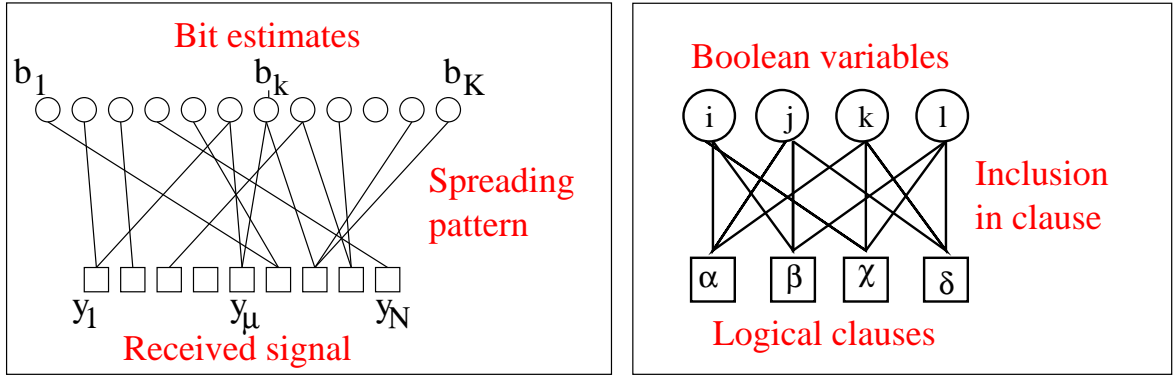 Bit estimates
b1 bk bK
Spreading
pattern
y1 yμ yN
Received signal
Boolean variables
i j k l
Inclusion
in clause
α β χ δ
Logical clauses